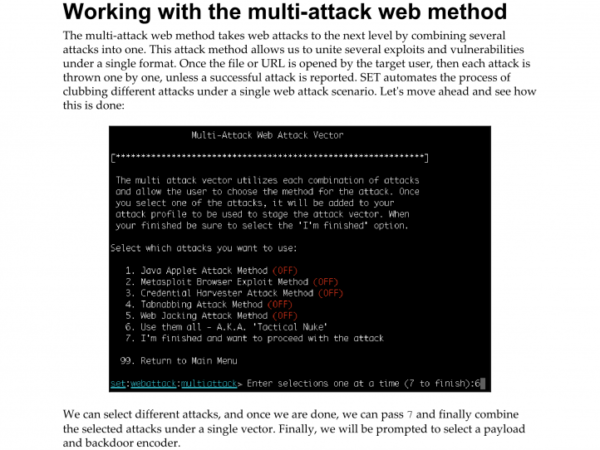 Working with the multi-attack web method
The multi-attack web method takes web attacks to the next level by combining several
attacks into one. This attack method allows us to unite several exploits and vulnerabilities
under a single format. Once the file or URL is opened by the target user, then each attack is
thrown one by one, unless a successful attack is reported. SET automates the process of
clubbing different attacks under a single web attack scenario. Let's move ahead and see how
this is done:
Multi-Attack Web Attack Vector
[****************************************************************]
The multi attack vector utilizes each combination of attacks
and allow the user to choose the method for the attack. Once
you select one of the attacks, it will be added to your
attack profile to be used to stage the attack vector. When
your finished be sure to select the 'I'm finished' option.
Select which attacks you want to use:
1. Java Applet Attack Method (OFF)
2. Metasploit Browser Exploit Method (OFF)
3. Credential Harvester Attack Method (OFF)
4. Tabnabbing Attack Method (OFF)
5. Web Jacking Attack Method (OFF)
6. Use them all - A.K.A. 'Tactical Nuke'
7. I'm finished and want to proceed with the attack
99. Return to Main Menu
set:webattack:multiattack> Enter selections one at a time (7 to finish):6
We can select different attacks, and once we are done, we can pass 7 and finally combine
the selected attacks under a single vector. Finally, we will be prompted to select a payload
and backdoor encoder.